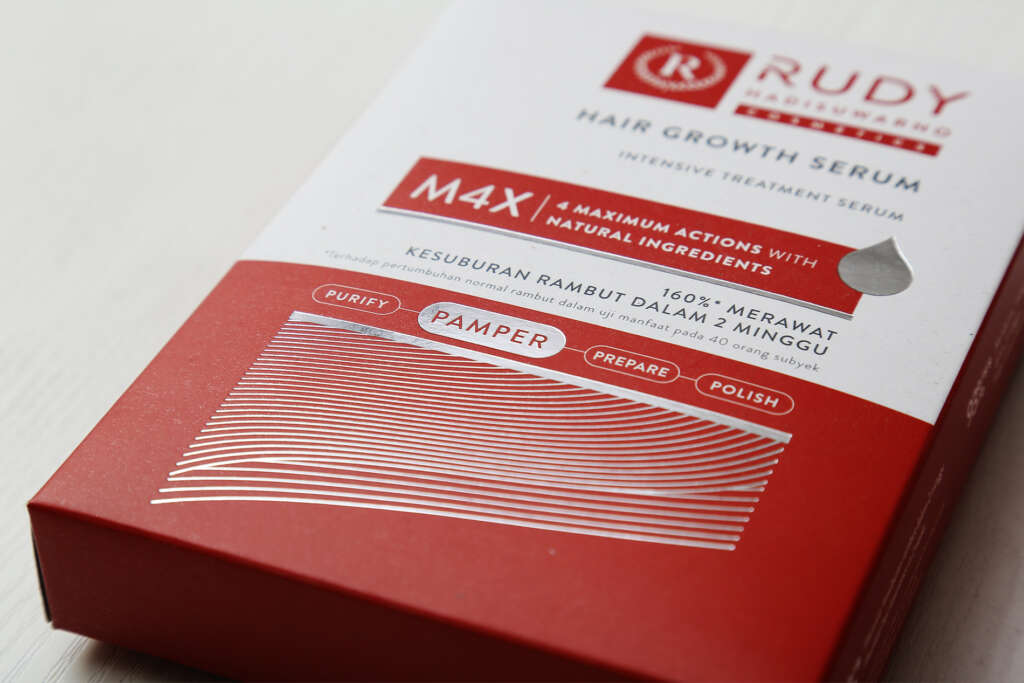 R
RUDY
HADISUWARNO
COSMETICS
HAIR GROWTH SERUM
INTENSIVE TREATMENT SERUM
M4X
4 MAXIMUM ACTIONS WITH
NATURAL INGREDIENTS
160%* MERAWAT
KESUBURAN RAMBUT DALAM 2 MINGGU
*Terhadap pertumbuhan normal rambut dalam uji manfaat pada 40 orang subyek
PURIFY
PAMPER
PREPARE
POLISH